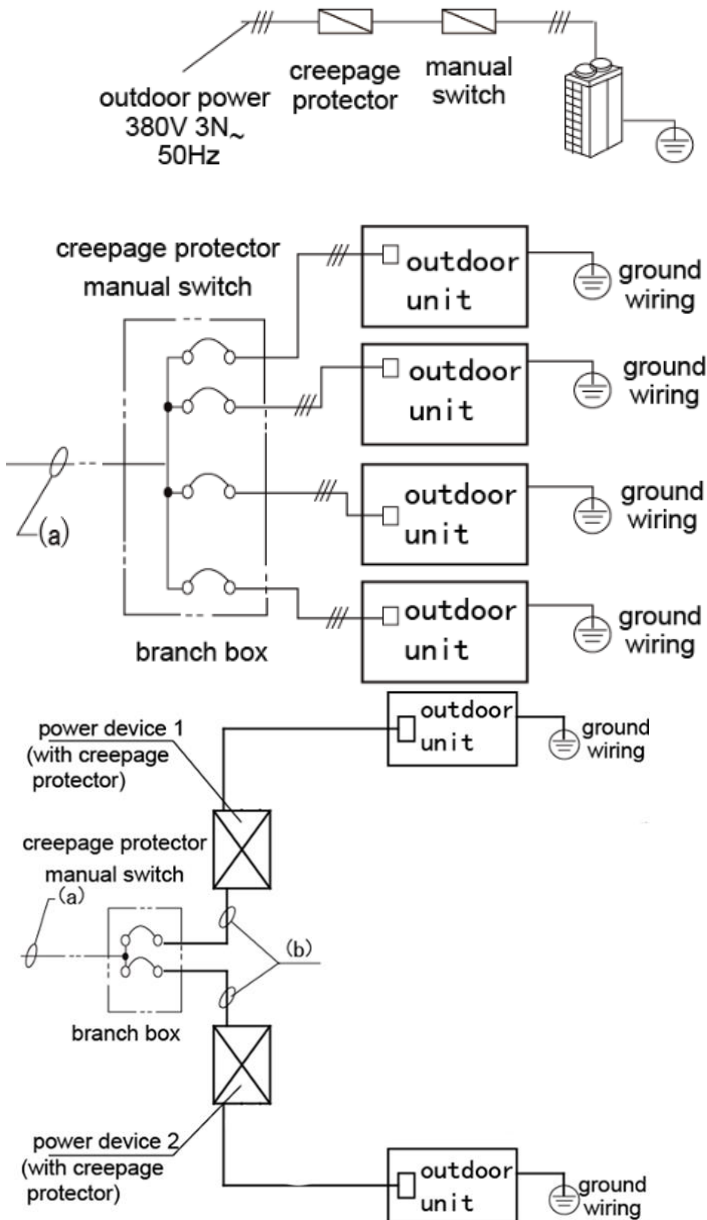 outdoor power
380V 3N~
50Hz
creepage
protector
manual
switch
creepage protector
manual switch
outdoor
unit
ground
wiring
outdoor
unit
ground
wiring
(a)
outdoor
unit
ground
wiring
outdoor
unit
ground
wiring
branch box
power device 1
(with creepage
protector)
outdoor
unit
ground
wiring
creepage protector
manual switch
(a)
(b)
branch box
power device 2
(with creepage
protector)
outdoor
unit
ground
wiring